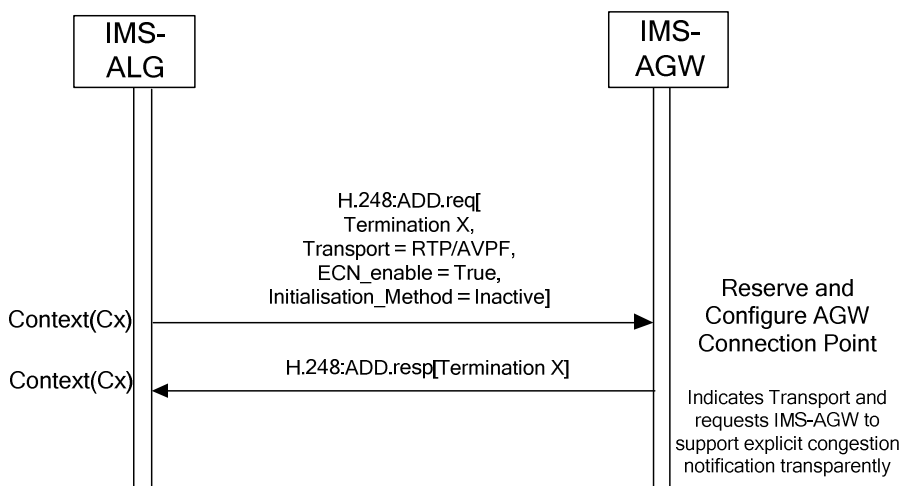 IMS-
ALG
IMS-
AGW
H.248:ADD.req[
Termination X,
Transport = RTP/AVPF,
ECN_enable = True,
Initialisation_Method = Inactive]
Context(Cx)
Reserve and
Configure AGW
Connection Point
H.248:ADD.resp[Termination X]
Context(Cx)
Indicates Transport and
requests IMS-AGW to
support explicit congestion
notification transparently